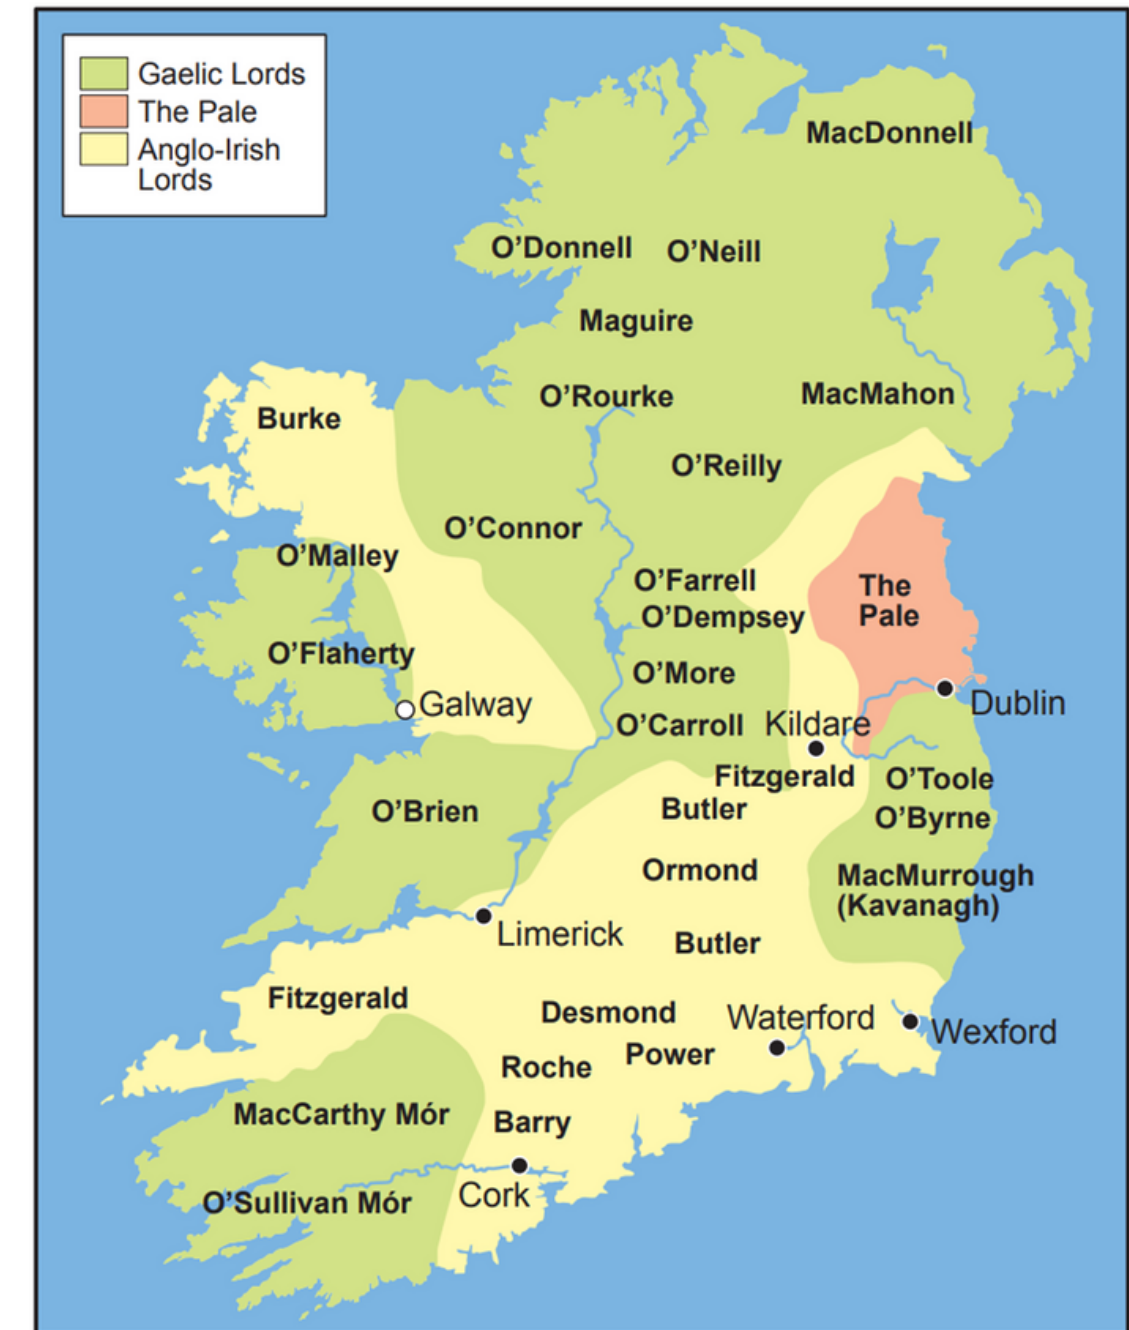 Gaelic Lords
The Pale
Anglo-Irish
Lords
MacDonnell
O’Donnell
O’Neill
Maguire
O’Rourke
MacMahon
Burke
O’Reilly
O’Connor
O’Malley
O’Farrell
The
Pale
O’Dempsey
O’Flaherty
O’More
Galway
Dublin
O’Carroll
Kildare
Fitzgerald
O’Toole
Butler
O’Brien
O’Byrne
Ormond
MacMurrough
(Kavanagh)
Limerick
Butler
Fitzgerald
Desmond
Waterford
Wexford
Power
Roche
MacCarthy Mór
Barry
Cork
O’Sullivan Mór